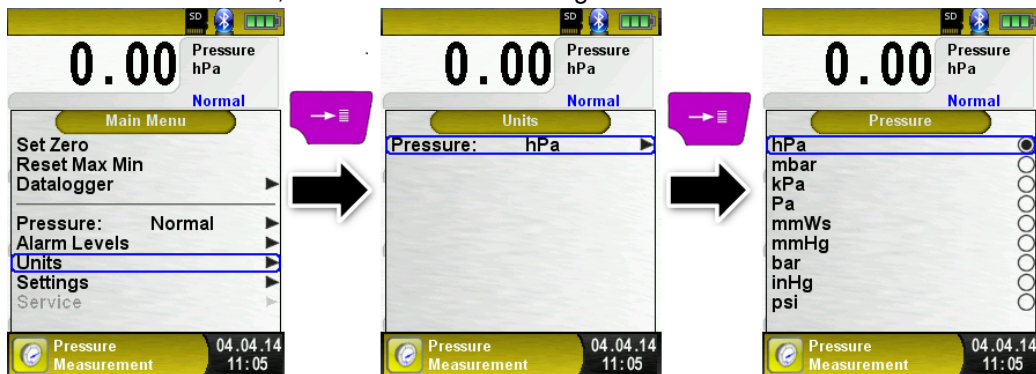 SD
0.00 Pressure
hPa
Normal
Main Menu
Set Zero
Reset Max Min
Datalogger
Pressure: Normal
Alarm Levels
Units
Settings
Service
Pressure 04.04.14
Measurement 11:05
SD
0.00 Pressure
hPa
Normal
Units
Pressure: hPa
Pressure 04.04.14
Measurement 11:05
SD
0.00 Pressure
hPa
Normal
Pressure
hPa
mbar
kPa
Pa
mmWs
mmHg
bar
inHg
psi
Pressure 04.04.14
Measurement 11:05